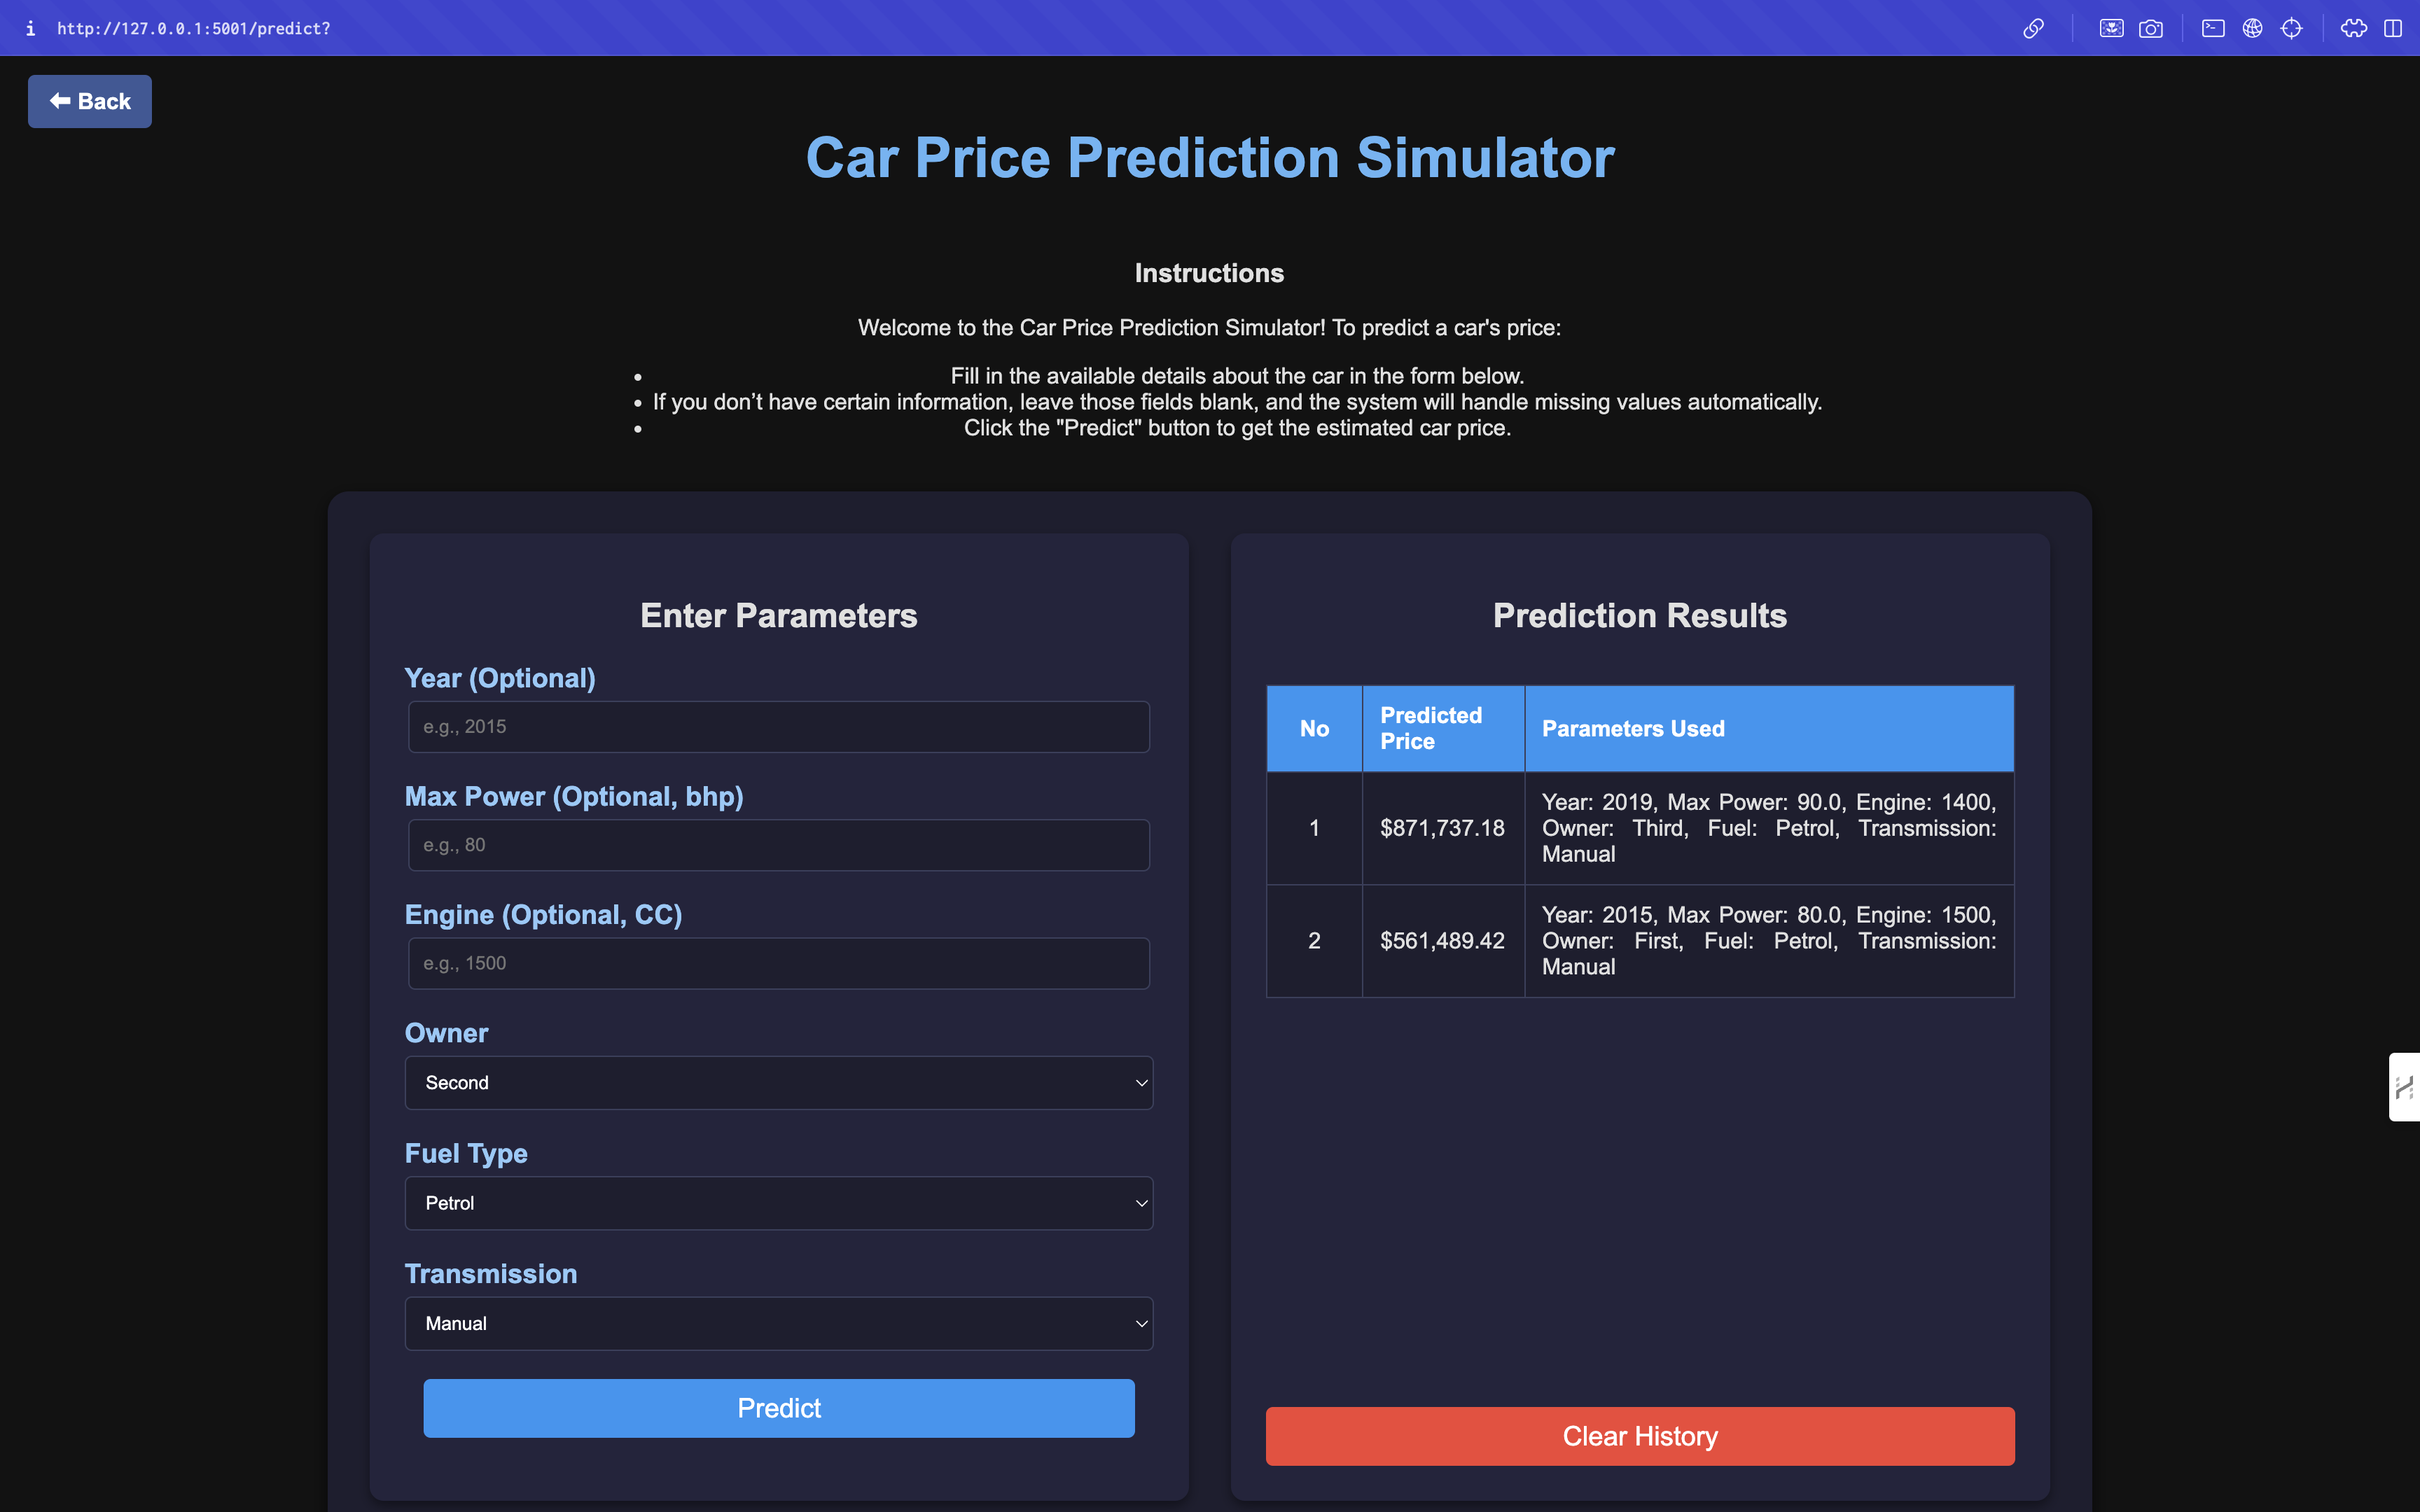 i http://127.0.0.1:5001/predict?
Back
Car Price Prediction Simulator
Instructions
Welcome to the Car Price Prediction Simulator! To predict a car's price:
• Fill in the available details about the car in the form below.
• If you don’t have certain information, leave those fields blank, and the system will handle missing values automatically.
• Click the "Predict" button to get the estimated car price.
Enter Parameters
Year (Optional)
e.g., 2015
Max Power (Optional, bhp)
e.g., 80
Engine (Optional, CC)
e.g., 1500
Owner
Second
Fuel Type
Petrol
Transmission
Manual
Predict
Prediction Results
No
Predicted
Price
Parameters Used
1
$871,737.18
Year: 2019, Max Power: 90.0, Engine: 1400,
Owner: Third, Fuel: Petrol, Transmission:
Manual
2
$561,489.42
Year: 2015, Max Power: 80.0, Engine: 1500,
Owner: First, Fuel: Petrol, Transmission:
Manual
Clear History